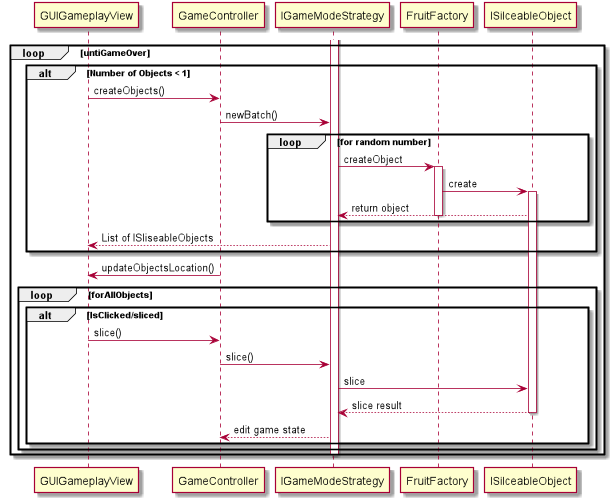 GUIGameplayView GameController IGameModeStrategy FruitFactory ISilceableObject
loop [untiGameOver]
alt [Number of Objects < 1]
createObjects()
newBatch()
loop [for random number]
createObject
create
return object
List of ISliseableObjects
updateObjectsLocation()
loop [forAllObjects]
alt [IsClicked/sliced]
slice()
slice()
slice
slice result
edit game state
GUIGameplayView GameController IGameModeStrategy FruitFactory ISilceableObject